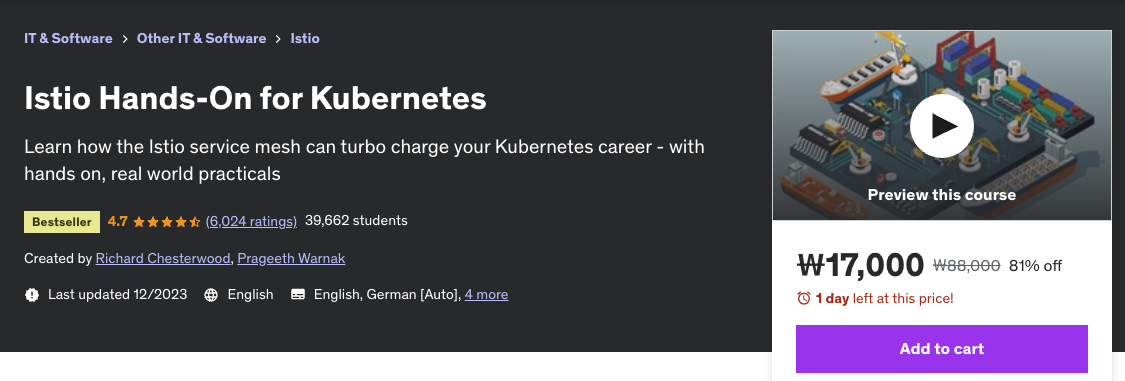 IT & Software > Other IT & Software > Istio
Istio Hands-On for Kubernetes
Learn how the Istio service mesh can turbo charge your Kubernetes career - with
hands on, real world practicals
Bestseller 4.7 (6,024 ratings) 39,662 students
Created by Richard Chesterwood, Prageeth Warnak
Last updated 12/2023 English English, German [Auto], 4 more
Preview this course
₩17,000 ₩88,000 81% off
1 day left at this price!
Add to cart